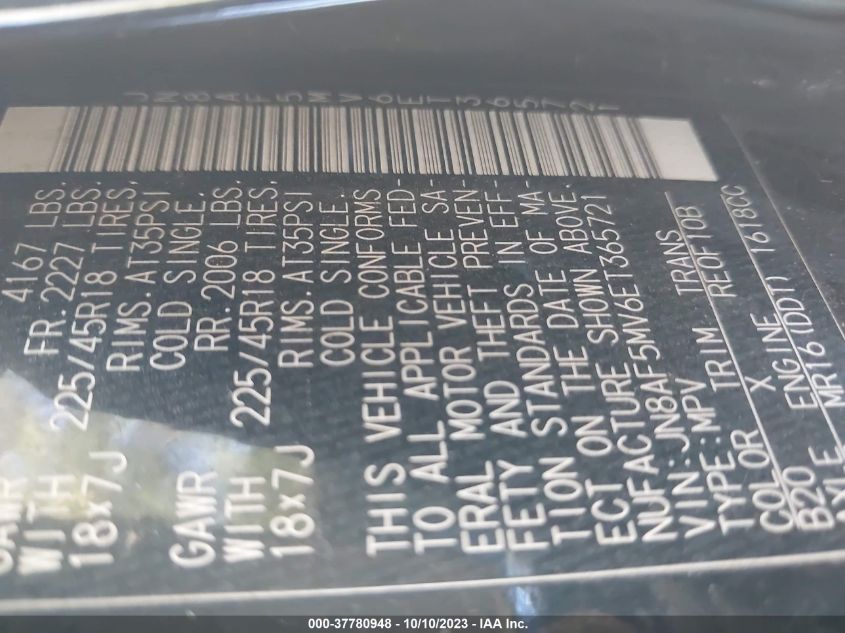 4167
GAWR FR. 2227 LBS.
WITH 225/45R18 TIRES,
18x7J RIMS. AT35PSI
COLD SINGLE.
GAWR RR. 2006 LBS.
WITH 225/45R18 TIRES,
18x7J RIMS. AT35PSI
COLD SINGLE.
THIS VEHICLE CONFORMS
TO ALL APPLICABLE FED-
ERAL MOTOR VEHICLE SA-
FETY AND THEFT PREVEN-
TION STANDARDS IN EFF-
ECT ON THE DATE OF MA-
NUFACTURE SHOWN ABOVE.
VIN:JN8AF5MV6ET365721
TYPE:MPV
COLOR TRIM TRANS
B20 X RE0F10B
AXLE ENGINE
MR16(DDT) 1618CC
JN8AF5MV6ET365721
000-37780948 - 10/10/2023 - IAA Inc.